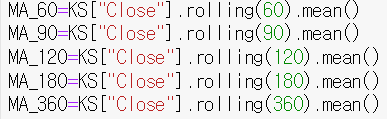 MA_60=KS["Close"].rolling(60).mean()
MA_90=KS["Close"].rolling(90).mean()
MA_120=KS["Close"].rolling(120).mean()
MA_180=KS["Close"].rolling(180).mean()
MA_360=KS["Close"].rolling(360).mean()